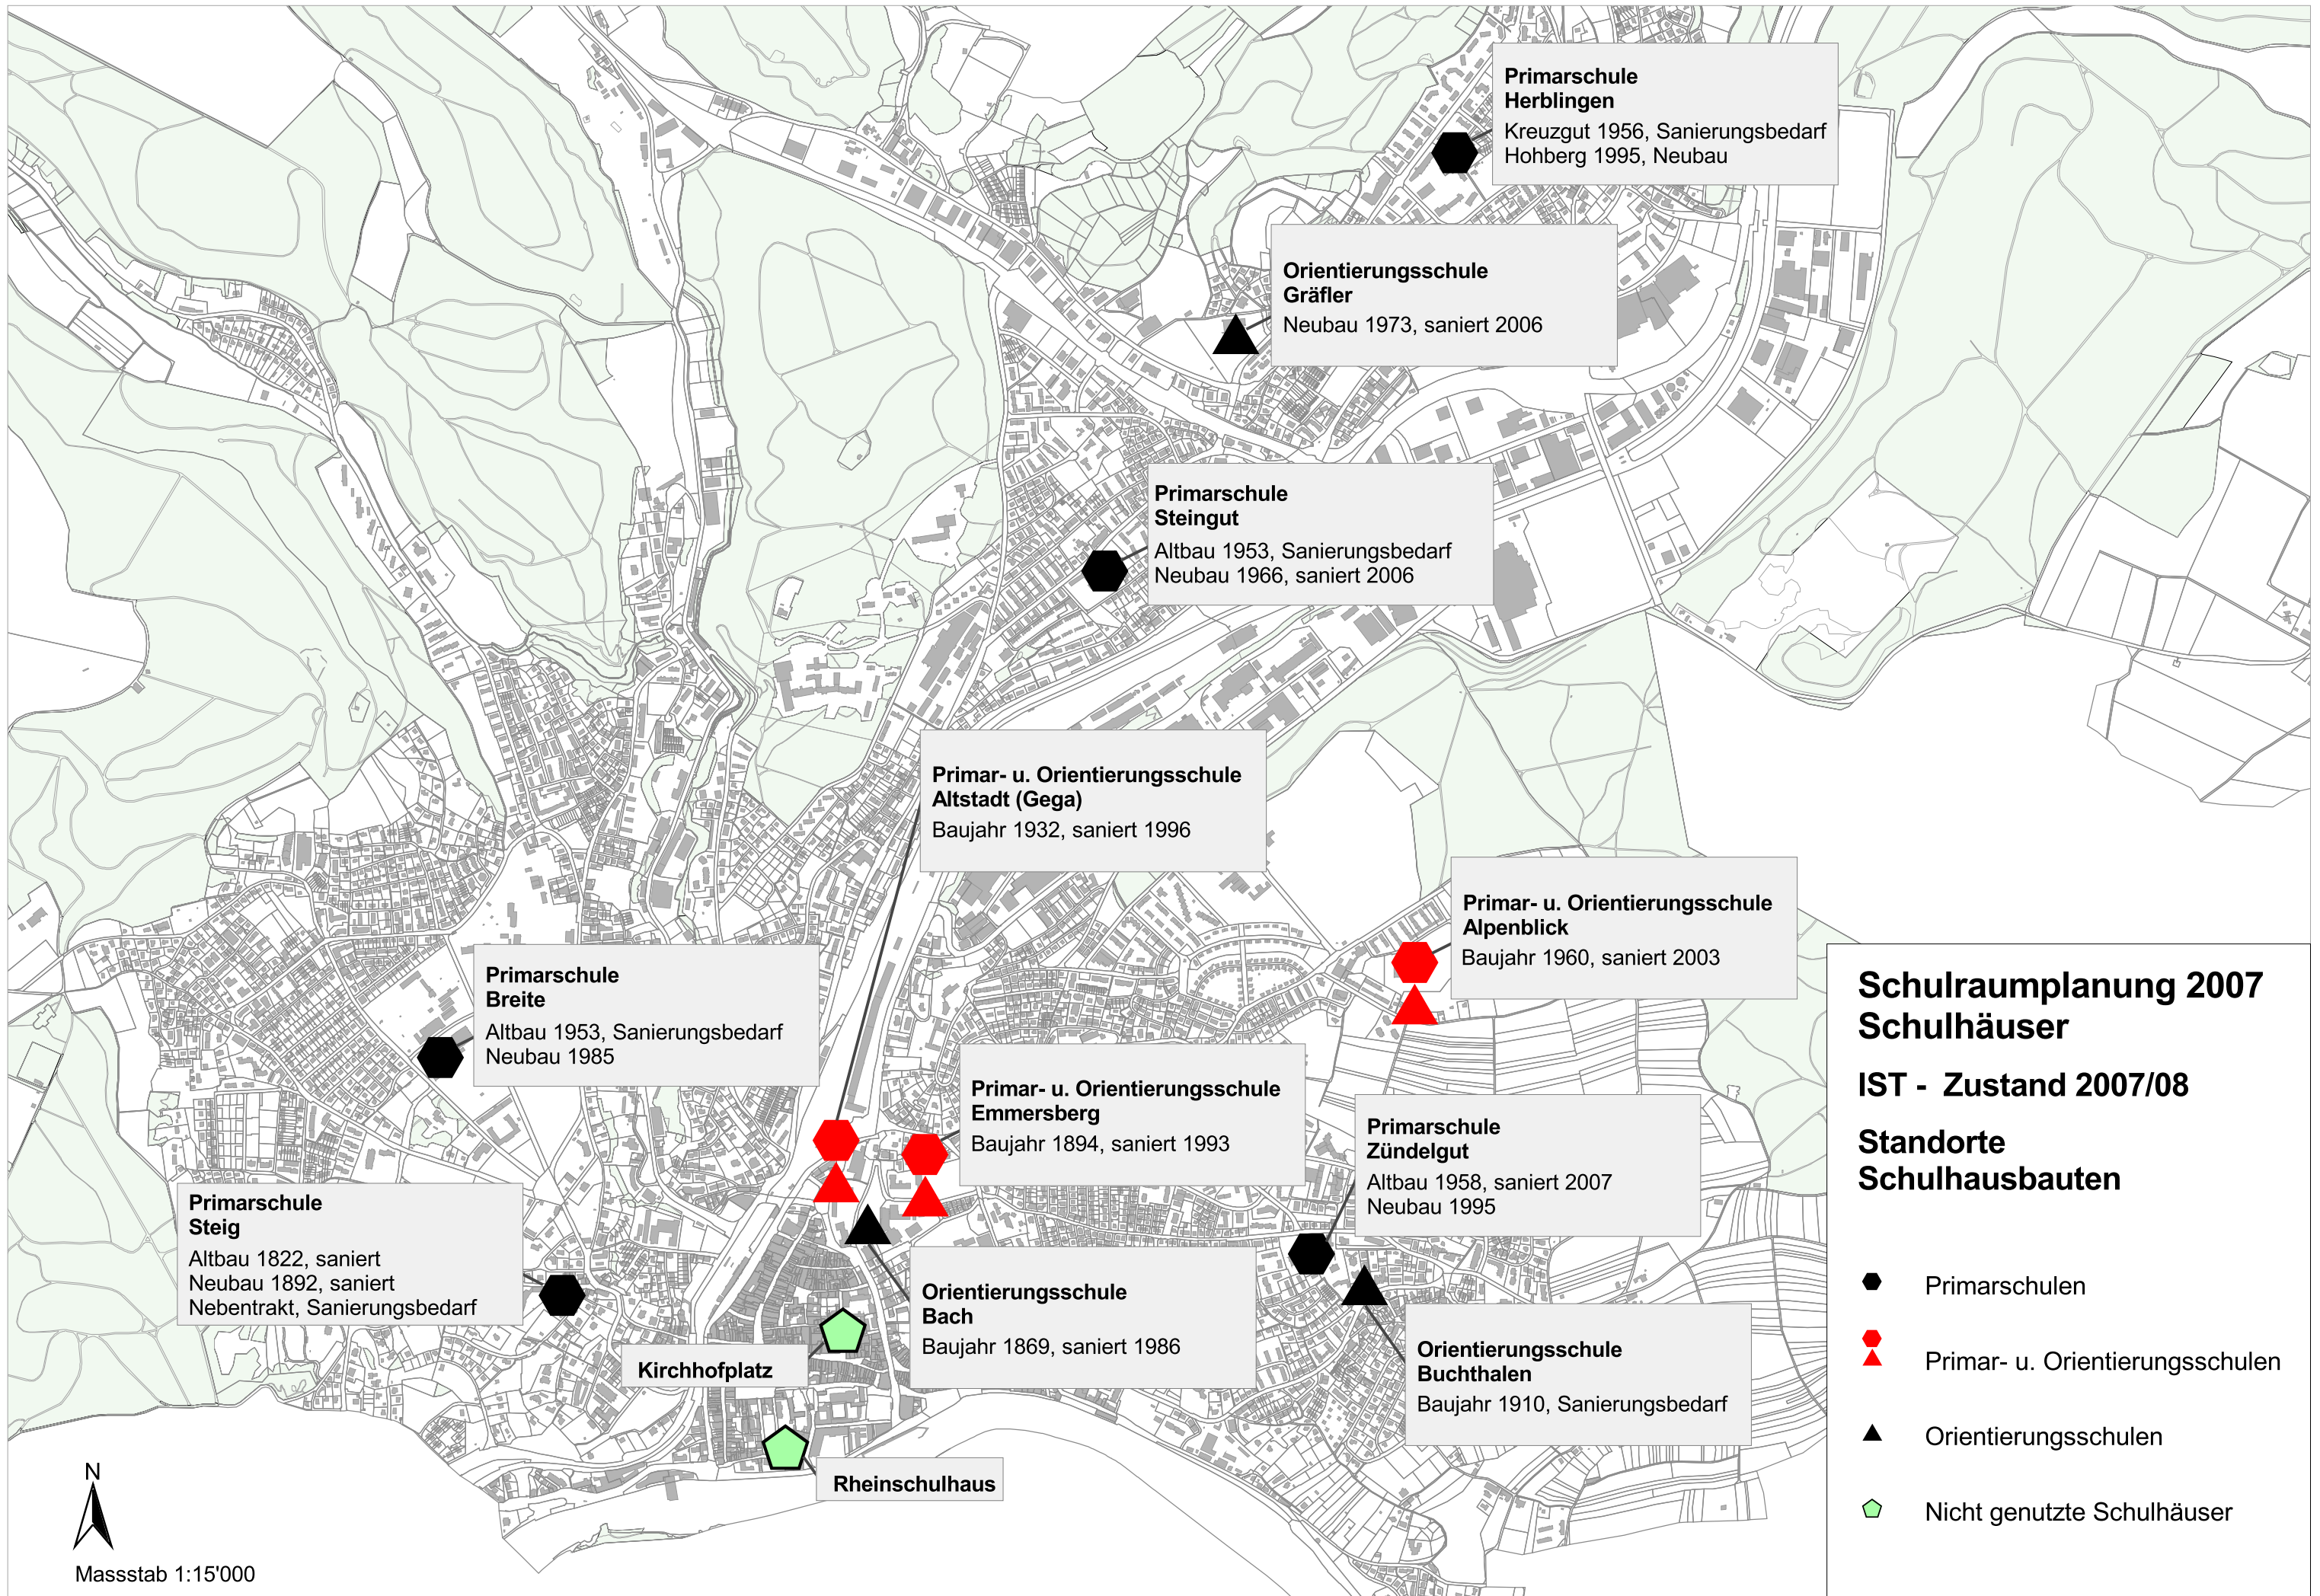 Primarschule
Herblingen
Kreuzgut 1956, Sanierungsbedarf
Hohberg 1995, Neubau
Orientierungsschule
Gräfler
Neubau 1973, saniert 2006
Primarschule
Steingut
Altbau 1953, Sanierungsbedarf
Neubau 1966, saniert 2006
Primar- u. Orientierungsschule
Altstadt (Gega)
Baujahr 1932, saniert 1996
Primar- u. Orientierungsschule
Alpenblick
Baujahr 1960, saniert 2003
Primarschule
Breite
Altbau 1953, Sanierungsbedarf
Neubau 1985
Primar- u. Orientierungsschule
Emmersberg
Baujahr 1894, saniert 1993
Primarschule
Zündelgut
Altbau 1958, saniert 2007
Neubau 1995
Primarschule
Steig
Altbau 1822, saniert
Neubau 1892, saniert
Nebentrakt, Sanierungsbedarf
Orientierungsschule
Bach
Baujahr 1869, saniert 1986
Orientierungsschule
Buchthalen
Baujahr 1910, Sanierungsbedarf
Kirchhofplatz
Rheinschulhaus
N
Massstab 1:15'000
Schulraumplanung 2007
Schulhäuser
IST - Zustand 2007/08
Standorte
Schulhausbauten
Primarschulen
Primar- u. Orientierungsschulen
Orientierungsschulen
Nicht genutzte Schulhäuser